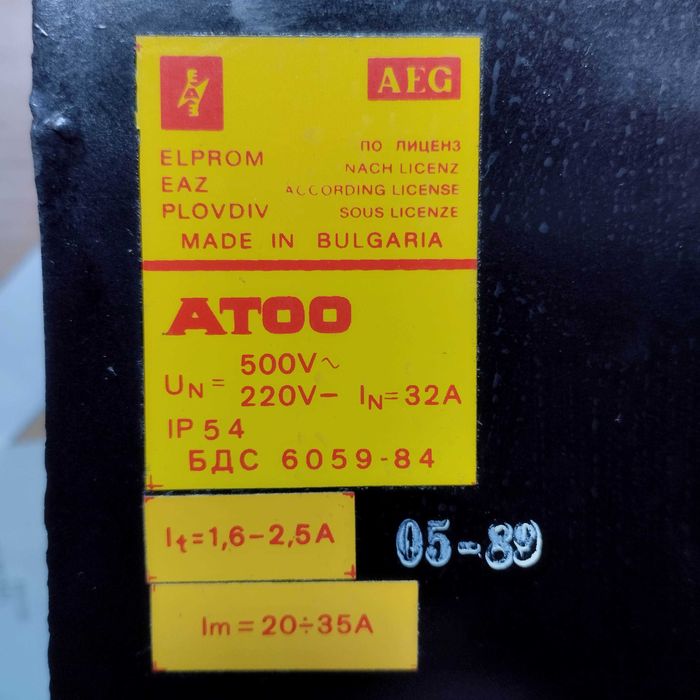 EAZ
AEG
ELPROM
EAZ
PLOVDIV
ПО ЛИЦЕНЗ
NACH LICENZ
ACCORDING LICENSE
SOUS LICENZE
MADE IN BULGARIA
ATOO
UN = 500V~
220V– IN=32A
IP 54
БДС 6059-84
It=1,6–2,5A
05-89
Im = 20÷35A